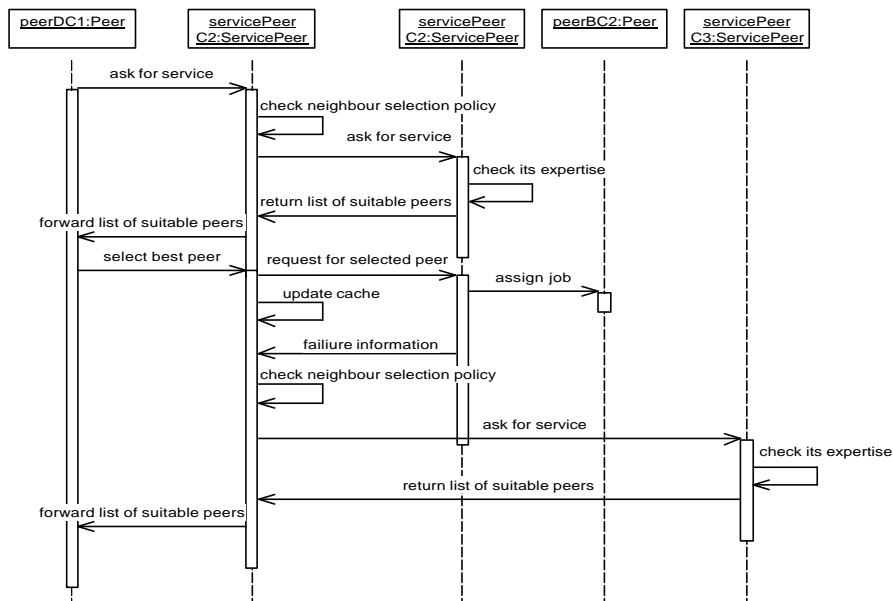 peerDC1:Peer
servicePeer
C2:ServicePeer
servicePeer
C2:ServicePeer
peerBC2:Peer
servicePeer
C3:ServicePeer
ask for service
check neighbour selection policy
ask for service
check its expertise
return list of suitable peers
forward list of suitable peers
select best peer
request for selected peer
assign job
update cache
failiure information
check neighbour selection policy
ask for service
check its expertise
return list of suitable peers
forward list of suitable peers